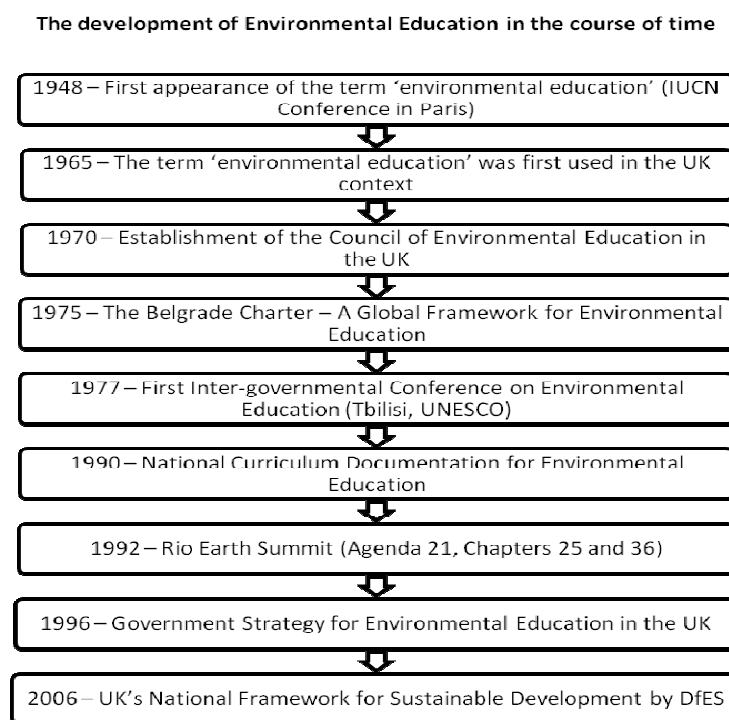 The development of Environmental Education in the course of time
1948 – First appearance of the term ‘environmental education’ (IUCN
Conference in Paris)
1965 – The term ‘environmental education’ was first used in the UK
context
1970 – Establishment of the Council of Environmental Education in
the UK
1975 – The Belgrade Charter – A Global Framework for Environmental
Education
1977 – First Inter-governmental Conference on Environmental
Education (Tbilisi, UNESCO)
1990 – National Curriculum Documentation for Environmental
Education
1992 – Rio Earth Summit (Agenda 21, Chapters 25 and 36)
1996 – Government Strategy for Environmental Education in the UK
2006 – UK’s National Framework for Sustainable Development by DfES